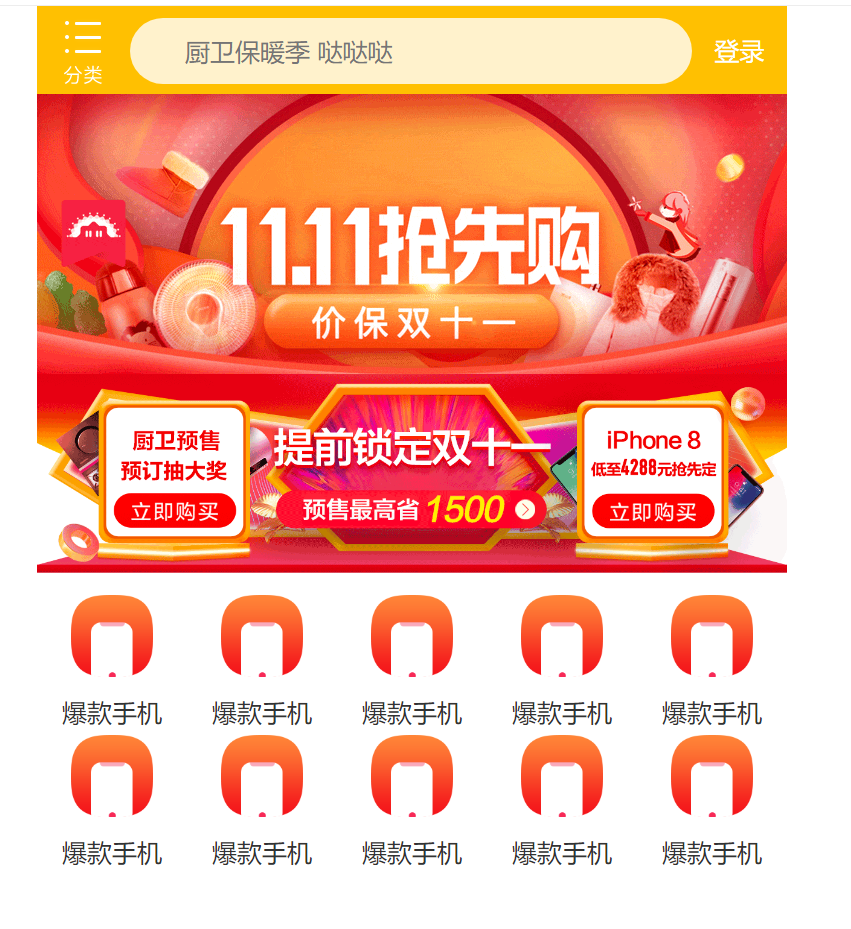 分类
厨卫保暖季 哒哒哒
登录
11.11抢先购
价保双十一
厨卫预售
预订抽大奖
立即购买
提前锁定双十一
预售最高省1500
iPhone 8
低至4288元抢先定
立即购买
爆款手机 爆款手机 爆款手机 爆款手机 爆款手机
爆款手机 爆款手机 爆款手机 爆款手机 爆款手机